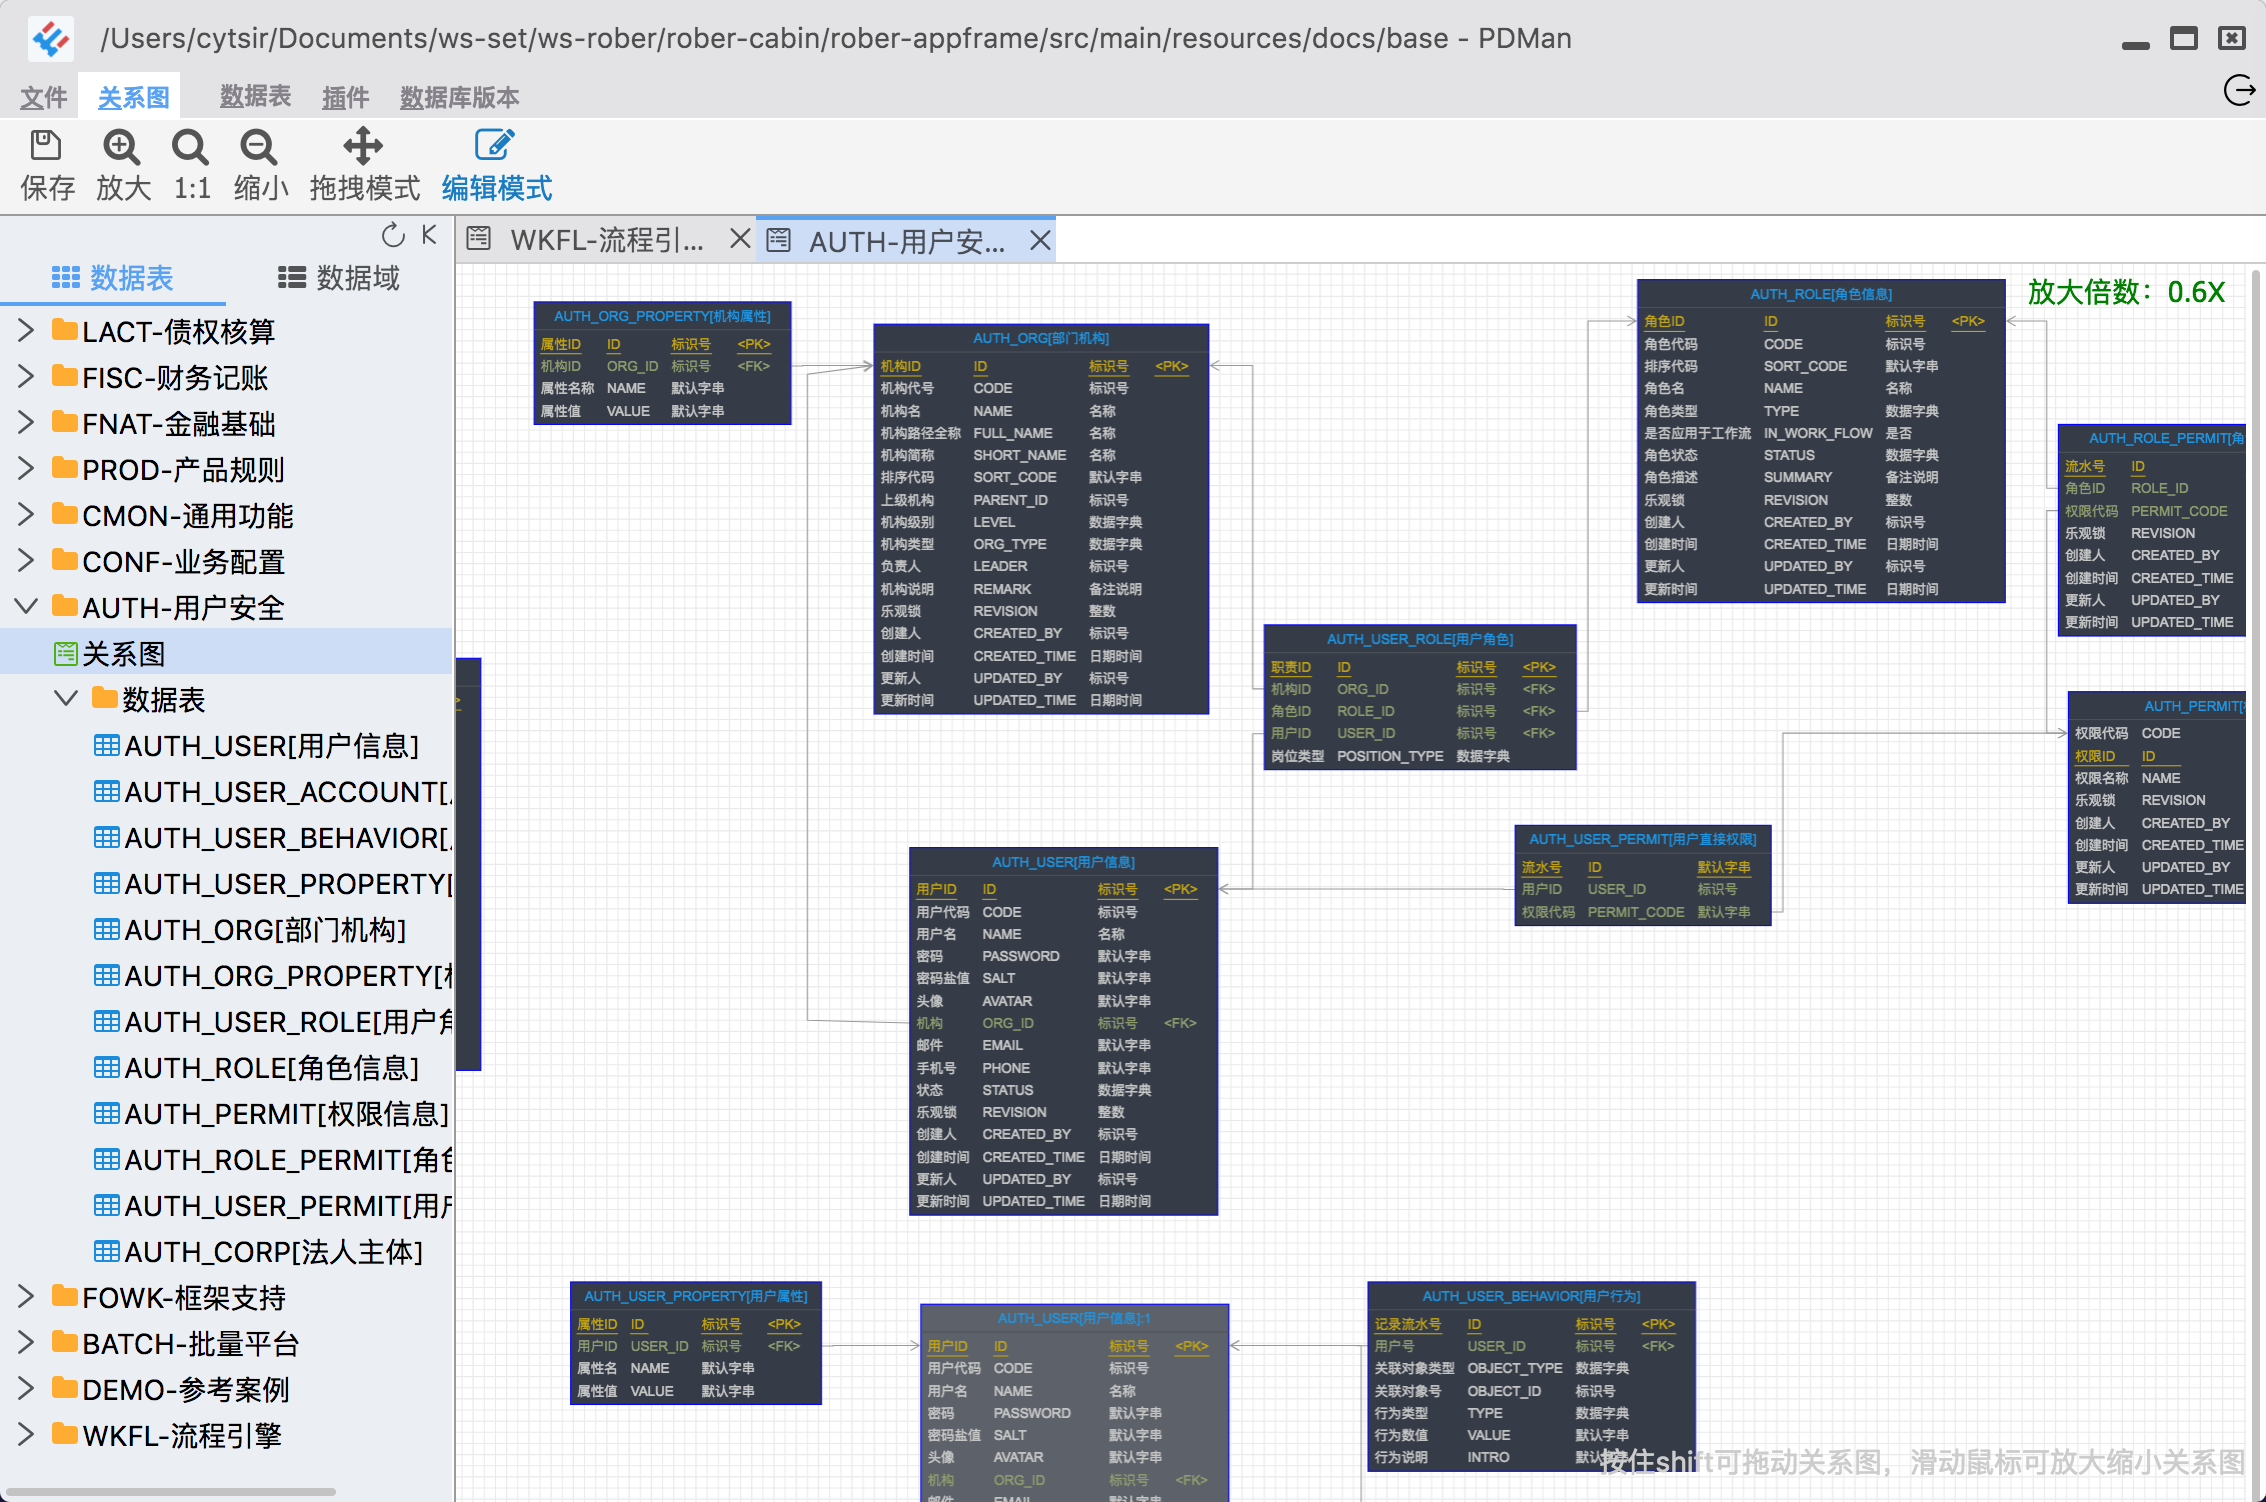 /Users/cytsir/Documents/ws-set/ws-rober/rober-cabin/rober-appframe/src/main/resources/docs/base - PDMan
文件 关系图 数据表 插件 数据库版本
保存 放大 1:1 缩小 拖拽模式 编辑模式
数据表 数据域
LACT-债权核算
FISC-财务记账
FNAT-金融基础
PROD-产品规则
CMON-通用功能
CONF-业务配置
AUTH-用户安全
关系图
数据表
AUTH_USER[用户信息]
AUTH_USER_ACCOUNT[
AUTH_USER_BEHAVIOR[
AUTH_USER_PROPERTY[
AUTH_ORG[部门机构]
AUTH_ORG_PROPERTY[
AUTH_USER_ROLE[用户角
AUTH_ROLE[角色信息]
AUTH_PERMIT[权限信息]
AUTH_ROLE_PERMIT[角色
AUTH_USER_PERMIT[用户
AUTH_CORP[法人主体]
FOWK-框架支持
BATCH-批量平台
DEMO-参考案例
WKFL-流程引擎
WKFL-流程引... AUTH-用户安...
放大倍数：0.6X
AUTH_ORG_PROPERTY[机构属性]
属性ID ID 标识号 <PK>
机构ID ORG_ID 标识号 <FK>
属性名称 NAME 默认字串
属性值 VALUE 默认字串
AUTH_ORG[部门机构]
机构ID ID 标识号 <PK>
机构代号 CODE 标识号
机构名 NAME 名称
机构路径全称 FULL_NAME 名称
机构简称 SHORT_NAME 名称
排序代码 SORT_CODE 默认字串
上级机构 PARENT_ID 标识号
机构级别 LEVEL 数据字典
机构类型 ORG_TYPE 数据字典
负责人 LEADER 标识号
机构说明 REMARK 备注说明
乐观锁 REVISION 整数
创建人 CREATED_BY 标识号
创建时间 CREATED_TIME 日期时间
更新人 UPDATED_BY 标识号
更新时间 UPDATED_TIME 日期时间
AUTH_ROLE[角色信息]
角色ID ID 标识号 <PK>
角色代码 CODE 标识号
排序代码 SORT_CODE 默认字串
角色名 NAME 名称
角色类型 TYPE 数据字典
是否应用于工作流 IN_WORK_FLOW 是否
角色状态 STATUS 数据字典
角色描述 SUMMARY 备注说明
乐观锁 REVISION 整数
创建人 CREATED_BY 标识号
创建时间 CREATED_TIME 日期时间
更新人 UPDATED_BY 标识号
更新时间 UPDATED_TIME 日期时间
AUTH_ROLE_PERMIT[角
流水号 ID
角色ID ROLE_ID
权限代码 PERMIT_CODE
乐观锁 REVISION
创建人 CREATED_BY
创建时间 CREATED_TIME
更新人 UPDATED_BY
更新时间 UPDATED_TIME
AUTH_USER_ROLE[用户角色]
职责ID ID 标识号 <PK>
机构ID ORG_ID 标识号 <FK>
角色ID ROLE_ID 标识号 <FK>
用户ID USER_ID 标识号 <FK>
岗位类型 POSITION_TYPE 数据字典
AUTH_PERMIT[
权限代码 CODE
权限ID ID
权限名称 NAME
乐观锁 REVISION
创建人 CREATED_BY
创建时间 CREATED_TIME
更新人 UPDATED_BY
更新时间 UPDATED_TIME
AUTH_USER_PERMIT[用户直接权限]
流水号 ID 默认字串
用户ID USER_ID 标识号
权限代码 PERMIT_CODE 默认字串
AUTH_USER[用户信息]
用户ID ID 标识号 <PK>
用户代码 CODE 标识号
用户名 NAME 名称
密码 PASSWORD 默认字串
密码盐值 SALT 默认字串
头像 AVATAR 默认字串
机构 ORG_ID 标识号 <FK>
邮件 EMAIL 默认字串
手机号 PHONE 默认字串
状态 STATUS 数据字典
乐观锁 REVISION 整数
创建人 CREATED_BY 标识号
创建时间 CREATED_TIME 日期时间
更新人 UPDATED_BY 标识号
更新时间 UPDATED_TIME 日期时间
AUTH_USER_PROPERTY[用户属性]
属性ID ID 标识号 <PK>
用户ID USER_ID 标识号 <FK>
属性名 NAME 默认字串
属性值 VALUE 默认字串
AUTH_USER[用户信息]:1
用户ID ID 标识号 <PK>
用户代码 CODE 标识号
用户名 NAME 名称
密码 PASSWORD 默认字串
密码盐值 SALT 默认字串
头像 AVATAR 默认字串
机构 ORG_ID 标识号 <FK>
邮件 EMAIL 默认字串
AUTH_USER_BEHAVIOR[用户行为]
记录流水号 ID 标识号 <PK>
用户号 USER_ID 标识号 <FK>
关联对象类型 OBJECT_TYPE 数据字典
关联对象号 OBJECT_ID 标识号
行为类型 TYPE 数据字典
行为数值 VALUE 默认字串
行为说明 INTRO 默认字串
按住shift可拖动关系图，滑动鼠标可放大缩小关系图